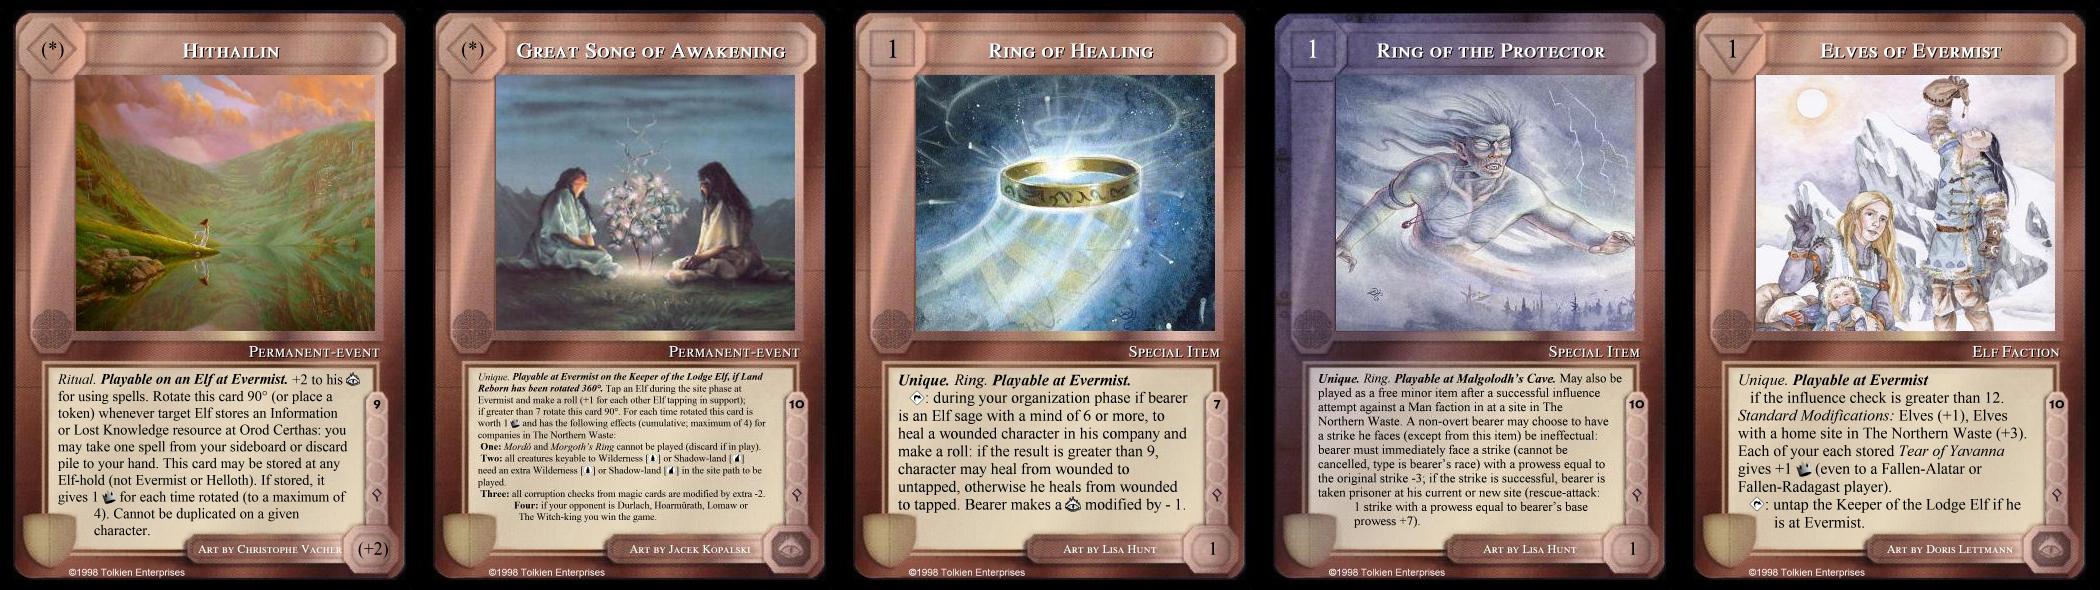 (*)
HITHAILIN
PERMANENT-EVENT
Ritual. Playable on an Elf at Evermist. +2 to his
for using spells. Rotate this card 90° (or place a
token) whenever target Elf stores an Information
or Lost Knowledge resource at Orod Certhas: you
may take one spell from your sideboard or discard
pile to your hand. This card may be stored at any
Elf-hold (not Evermist or Helloth). If stored, it
gives 1 for each time rotated (to a maximum of
4). Cannot be duplicated on a given
character.
9
ART BY CHRISTOPHE VACHER
(+2)
©1998 Tolkien Enterprises
(*)
GREAT SONG OF AWAKENING
PERMANENT-EVENT
Unique. Playable at Evermist on the Keeper of the Lodge Elf, if Land
Reborn has been rotated 360°. Tap an Elf during the site phase at
Evermist and make a roll (+1 for each other Elf tapping in support);
if greater than 7 rotate this card 90°. For each time rotated this card is
worth 1 and has the following effects (cumulative; maximum of 4) for
companies in The Northern Waste:
One: Mordô and Morgoth's Ring cannot be played (discard if in play).
Two: all creatures keyable to Wilderness [ ] or Shadow-land [ ]
need an extra Wilderness [ ] or Shadow-land [ ] in the site path to be
played.
Three: all corruption checks from magic cards are modified by extra -2.
Four: if your opponent is Durlach, Hoarmûrath, Lomaw or
The Witch-king you win the game.
10
ART BY JACEK KOPALSKI
©1998 Tolkien Enterprises
1
RING OF HEALING
SPECIAL ITEM
Unique. Ring. Playable at Evermist.
: during your organization phase if bearer
is an Elf sage with a mind of 6 or more, to
heal a wounded character in his company and
make a roll: if the result is greater than 9,
character may heal from wounded to
untapped, otherwise he heals from wounded
to tapped. Bearer makes a modified by - 1.
7
ART BY LISA HUNT
1
©1998 Tolkien Enterprises
1
RING OF THE PROTECTOR
SPECIAL ITEM
Unique. Ring. Playable at Malgolodh's Cave. May also be
played as a free minor item after a successful influence
attempt against a Man faction in at a site in The
Northern Waste. A non-overt bearer may choose to have
a strike he faces (except from this item) be ineffectual:
bearer must immediately face a strike (cannot be
cancelled, type is bearer's race) with a prowess equal to
the original strike -3; if the strike is successful, bearer is
taken prisoner at his current or new site (rescue-attack:
1 strike with a prowess equal to bearer's base
prowess +7).
10
ART BY LISA HUNT
1
©1998 Tolkien Enterprises
1
ELVES OF EVERMIST
ELF FACTION
Unique. Playable at Evermist
if the influence check is greater than 12.
Standard Modifications: Elves (+1), Elves
with a home site in The Northern Waste (+3).
Each of your each stored Tear of Yavanna
gives +1 (even to a Fallen-Alatar or
Fallen-Radagast player).
: untap the Keeper of the Lodge Elf if he
is at Evermist.
10
ART BY DORIS LETTMANN
©1998 Tolkien Enterprises